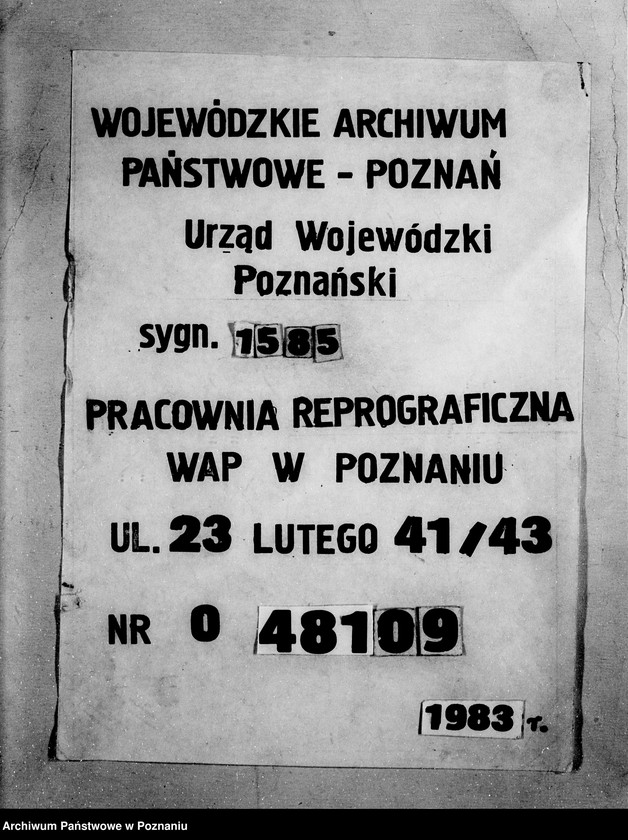 WOJEWÓDZKIE ARCHIWUM
PAŃSTWOWE - POZNAŃ
Urząd Wojewódzki
Poznański
sygn. 1585
PRACOWNIA REPROGRAFICZNA
WAP W POZNANIU
UL. 23 LUTEGO 41/43
NR O 48109
1983 r.
Archiwum Państwowe w Poznaniu